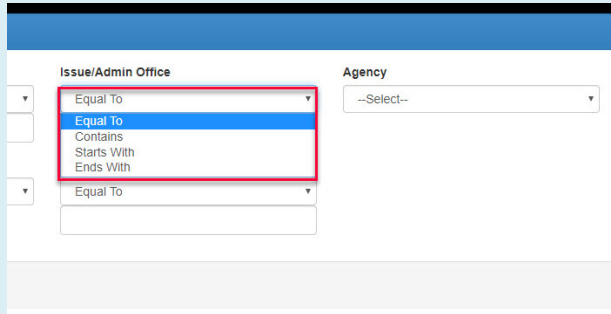 Issue/Admin Office
Agency
Equal To
--Select--
Equal To
Contains
Starts With
Ends With
Equal To